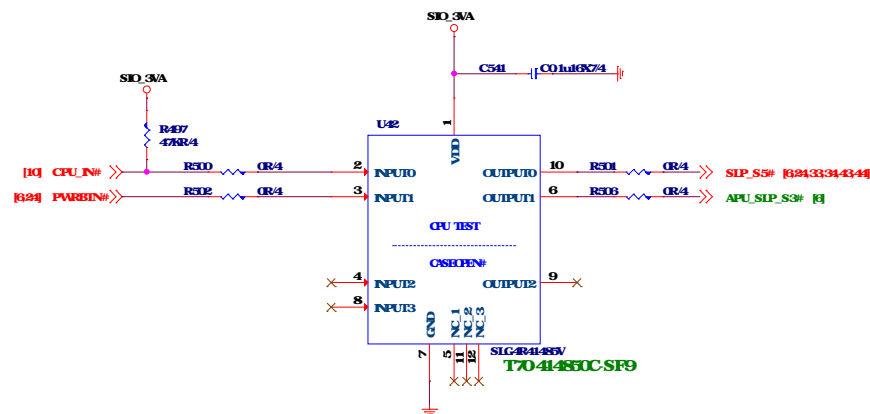 SIO_3VA
C541 C0.1u16X7/4
SIO_3VA
R497
47KR/4
U42
1
VDD
[10] CPU_IN# R500 0R/4 2 INPUT0 OUTPUT0 10 R501 0R/4 SLP_S5# [6,24,33,34,43,44]
[6,24] PWRBTN# R502 0R/4 3 INPUT1 OUTPUT1 6 R506 0R/4 APU_SLP_S3# [6]
CPU TEST
CASEOPEN#
4 INPUT2 OUTPUT2 9
8 INPUT3
GND NC_1 NC_2 NC_3
7 5 11 12
SLG4R41485V
T70-414850C-SF9